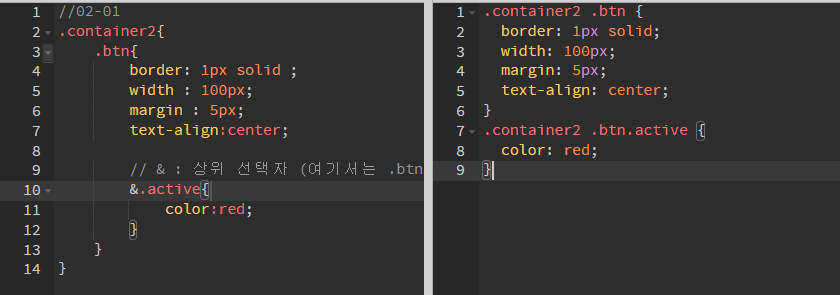 1 //02-01
2 .container2{
3 .btn{
4 border: 1px solid ;
5 width : 100px;
6 margin : 5px;
7 text-align:center;
8
9 // & : 상위 선택자 (여기서는 .btn
10 &.active{
11 color:red;
12 }
13 }
14 }
1 .container2 .btn {
2 border: 1px solid;
3 width: 100px;
4 margin: 5px;
5 text-align: center;
6 }
7 .container2 .btn.active {
8 color: red;
9 }